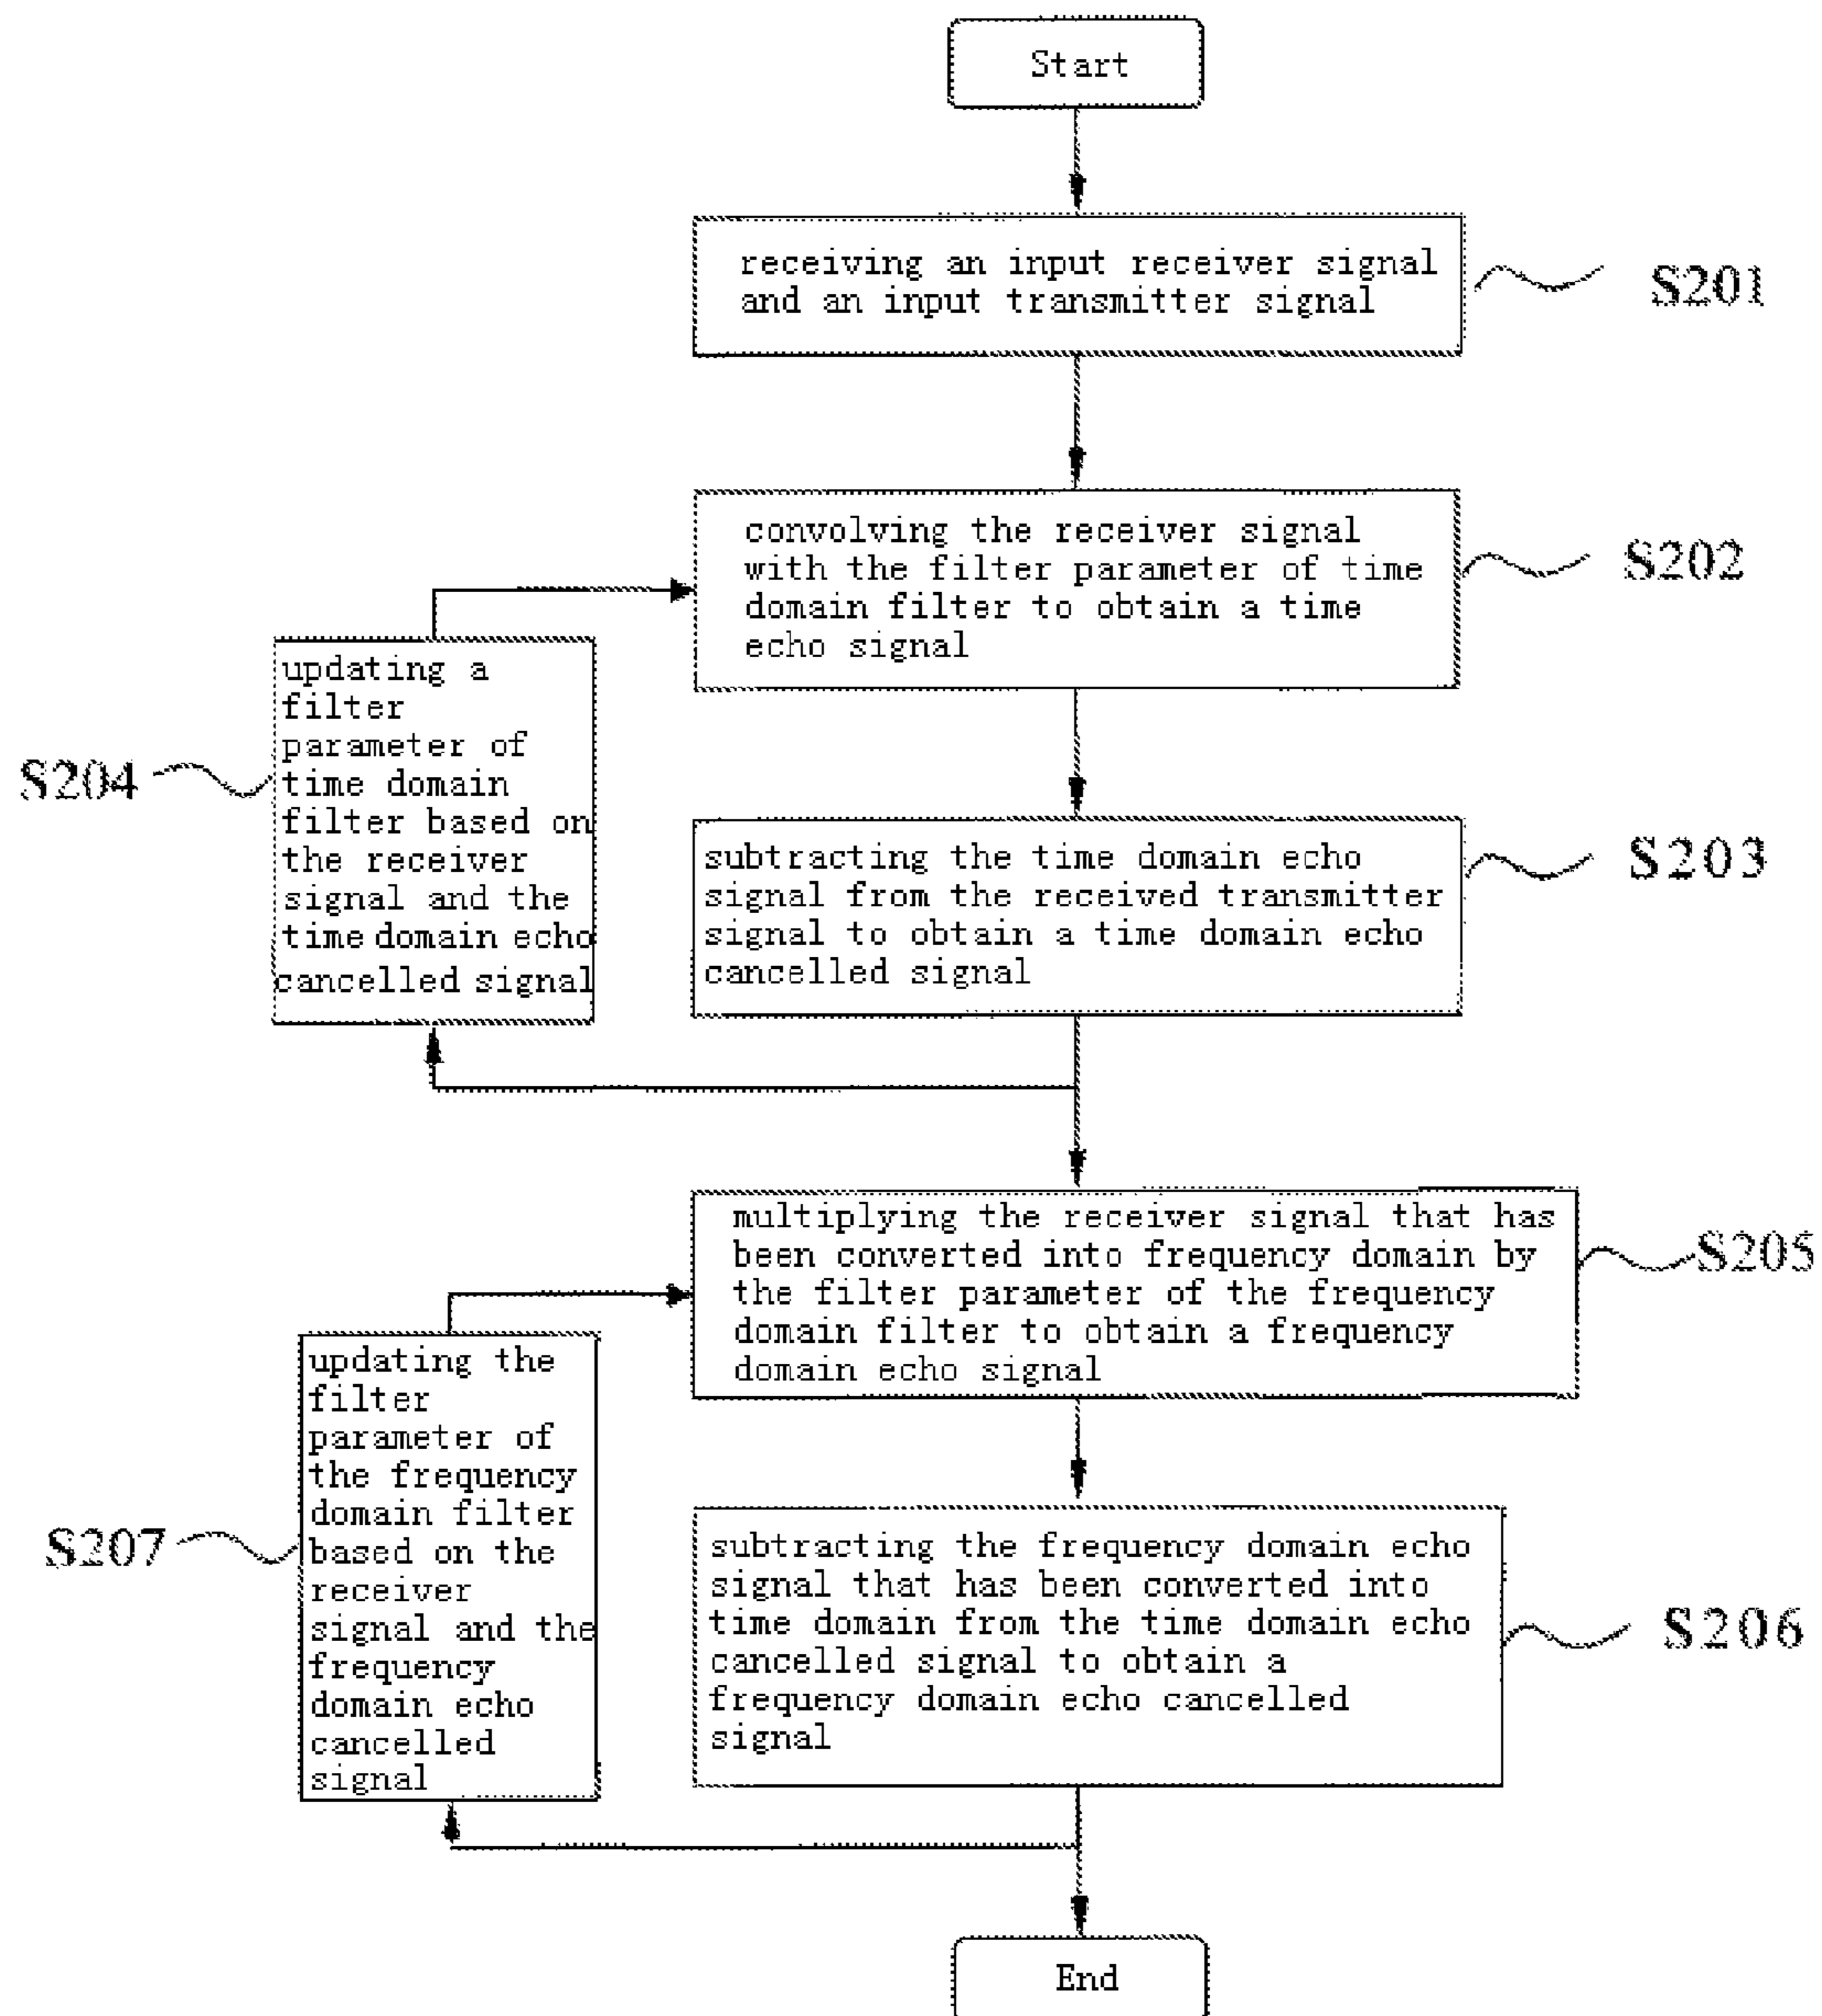 Start
receiving an input receiver signal
and an input transmitter signal
S201
convolving the receiver signal
with the filter parameter of time
domain filter to obtain a time
echo signal
S202
updating a
filter
parameter of
time domain
filter based on
the receiver
signal and the
time domain echo
cancelled signal
S204
subtracting the time domain echo
signal from the received transmitter
signal to obtain a time domain echo
cancelled signal
S203
multiplying the receiver signal that has
been converted into frequency domain by
the filter parameter of the frequency
domain filter to obtain a frequency
domain echo signal
S205
updating the
filter
parameter of
the frequency
domain filter
based on the
receiver
signal and the
frequency
domain echo
cancelled
signal
S207
subtracting the frequency domain echo
signal that has been converted into
time domain from the time domain echo
cancelled signal to obtain a
frequency domain echo cancelled
signal
S206
End